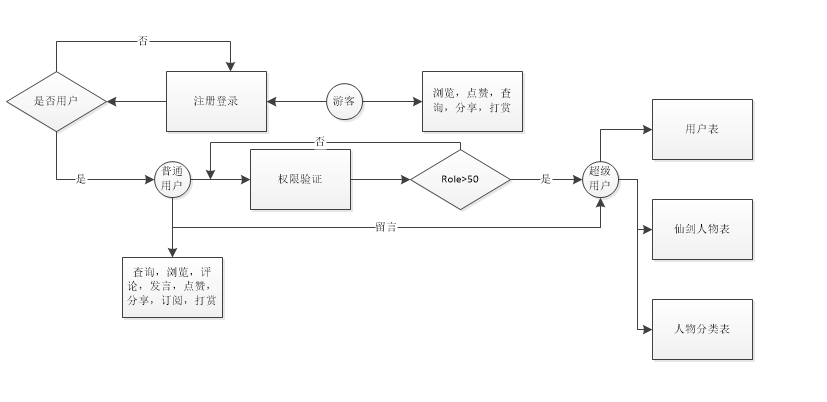 否
是否用户
注册登录
游客
浏览，点赞，查
询，分享，打赏
用户表
否
是
普通
用户
权限验证
Role>50
是
超级
用户
留言
仙剑人物表
查询，浏览，评
论，发言，点赞，
分享，订阅，打赏
人物分类表